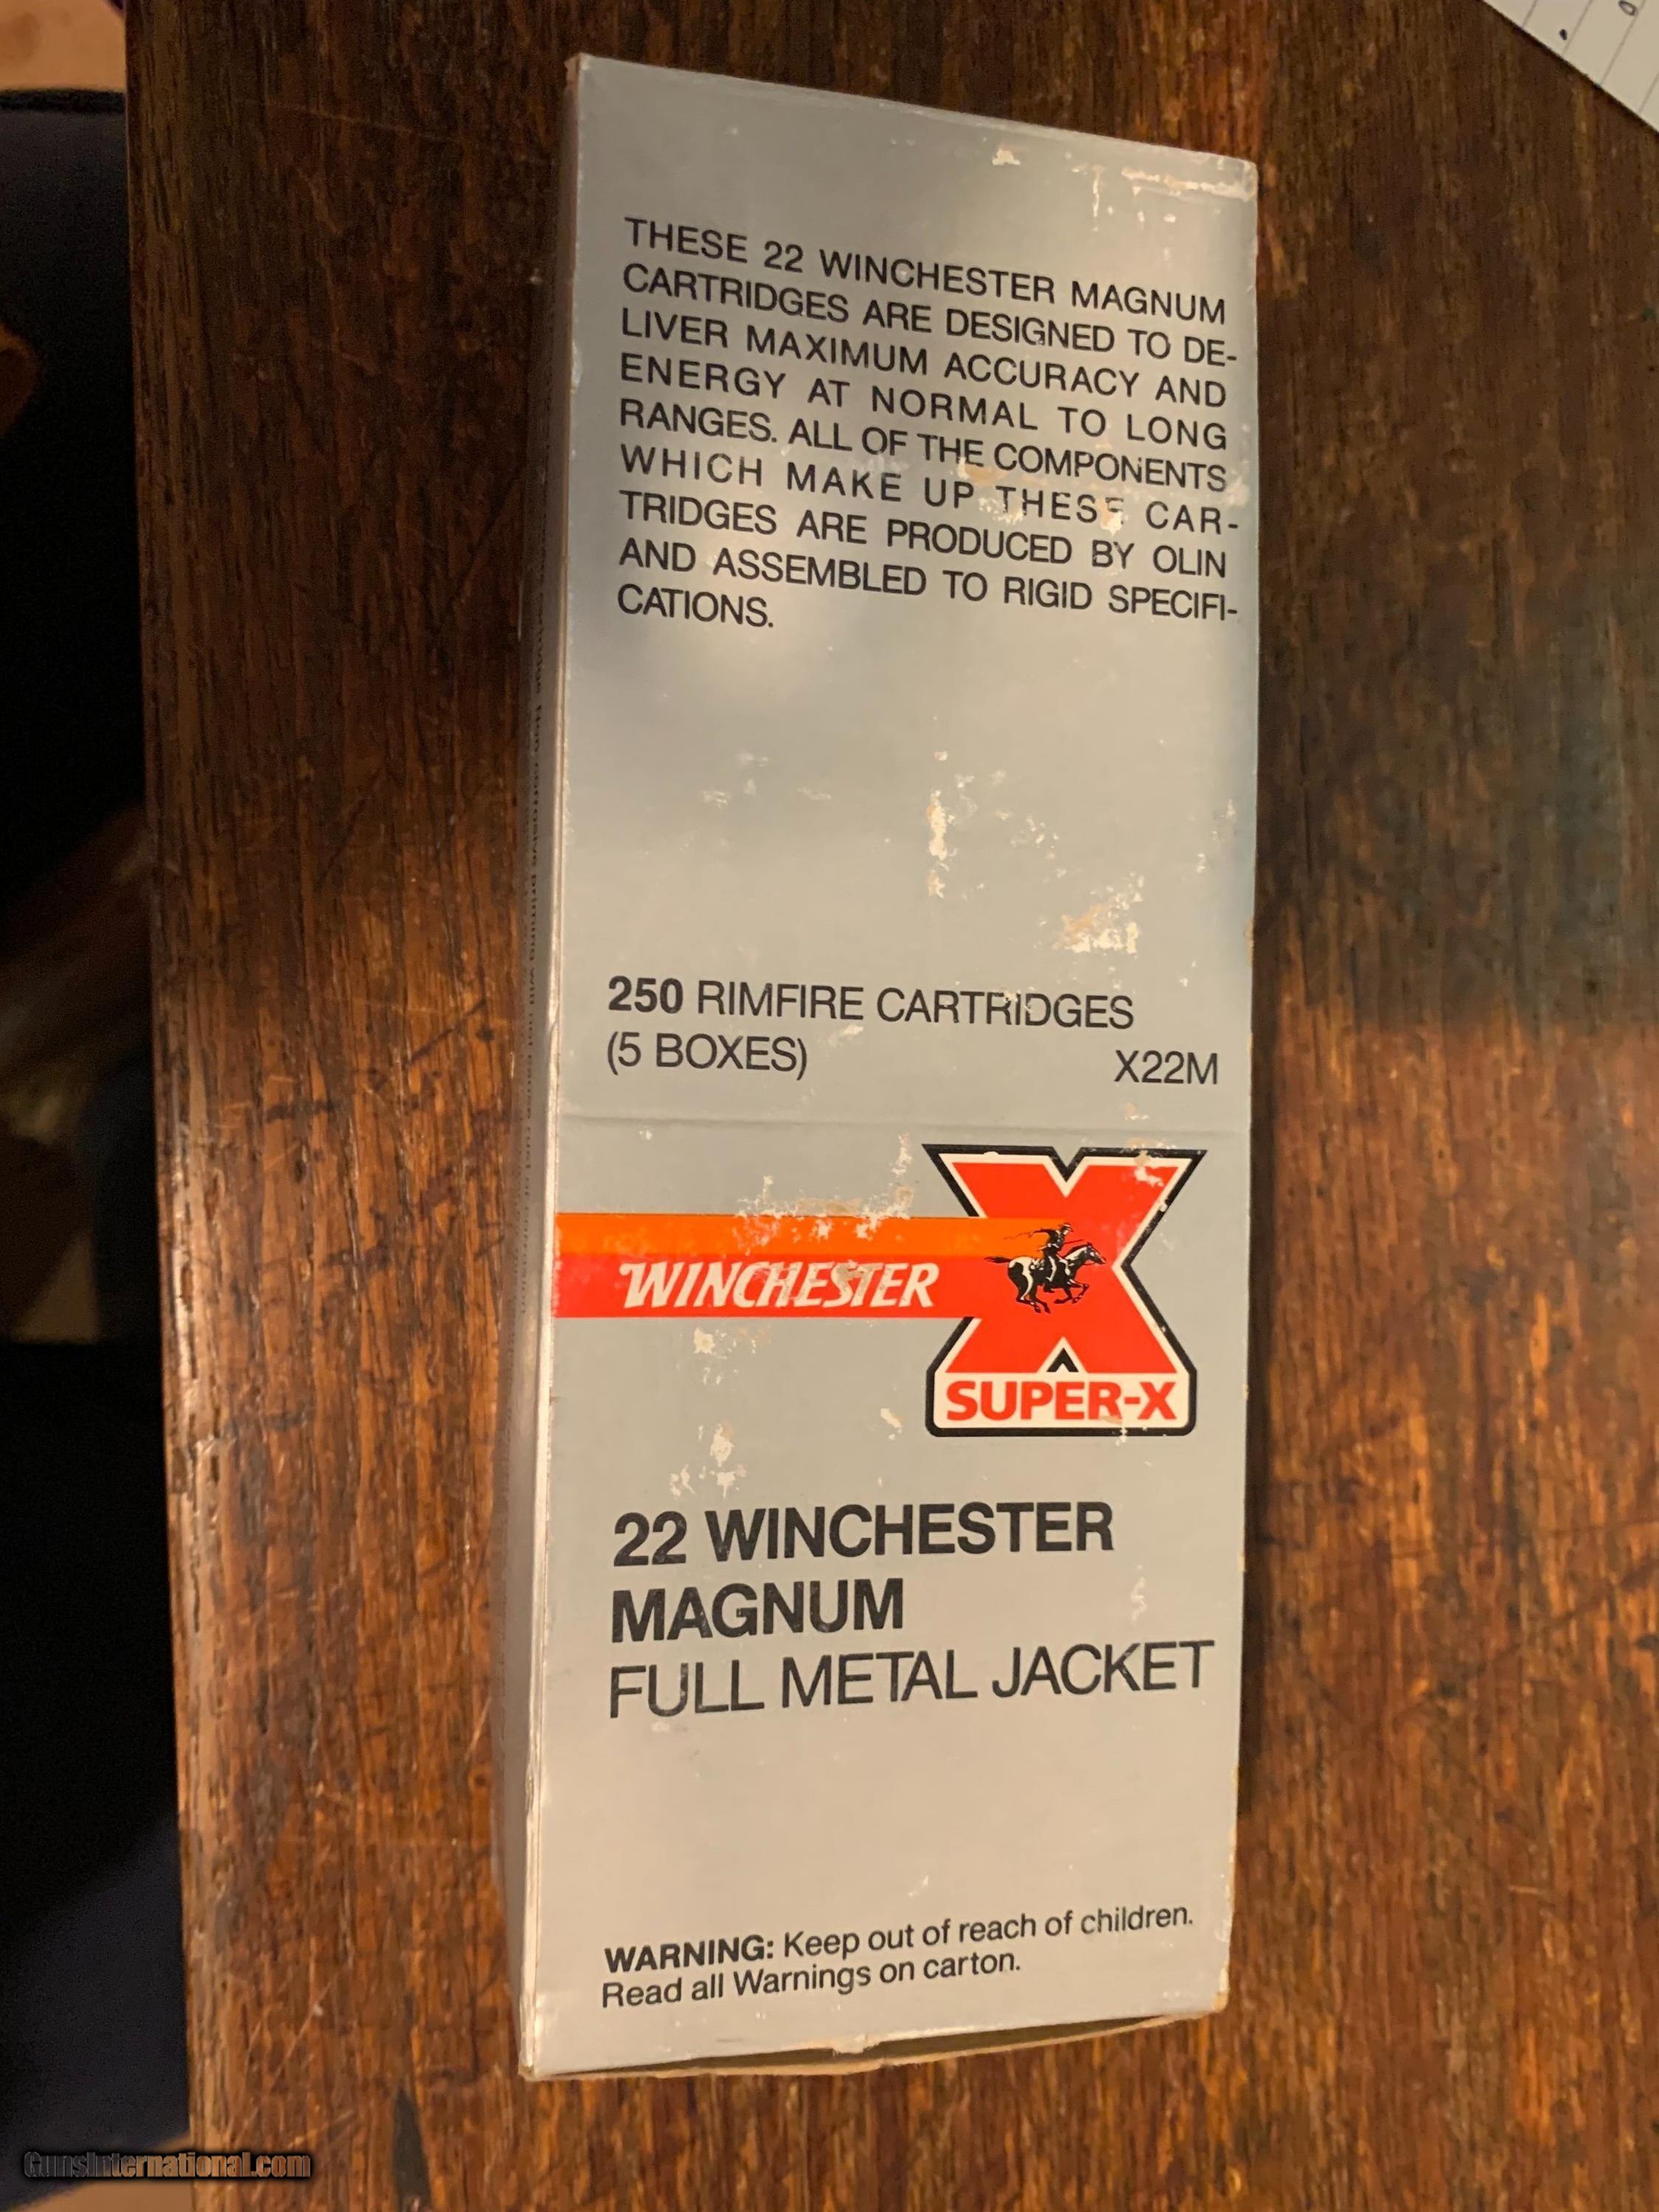 THESE 22 WINCHESTER MAGNUM
CARTRIDGES ARE DESIGNED TO DE-
LIVER MAXIMUM ACCURACY AND
ENERGY AT NORMAL TO LONG
RANGES. ALL OF THE COMPONENTS
WHICH MAKE UP THESE CAR-
TRIDGES ARE PRODUCED BY OLIN
AND ASSEMBLED TO RIGID SPECIFI-
CATIONS.
250 RIMFIRE CARTRIDGES
(5 BOXES) X22M
WINCHESTER
SUPER-X
22 WINCHESTER
MAGNUM
FULL METAL JACKET
WARNING: Keep out of reach of children.
Read all Warnings on carton.
GunsInternational.com